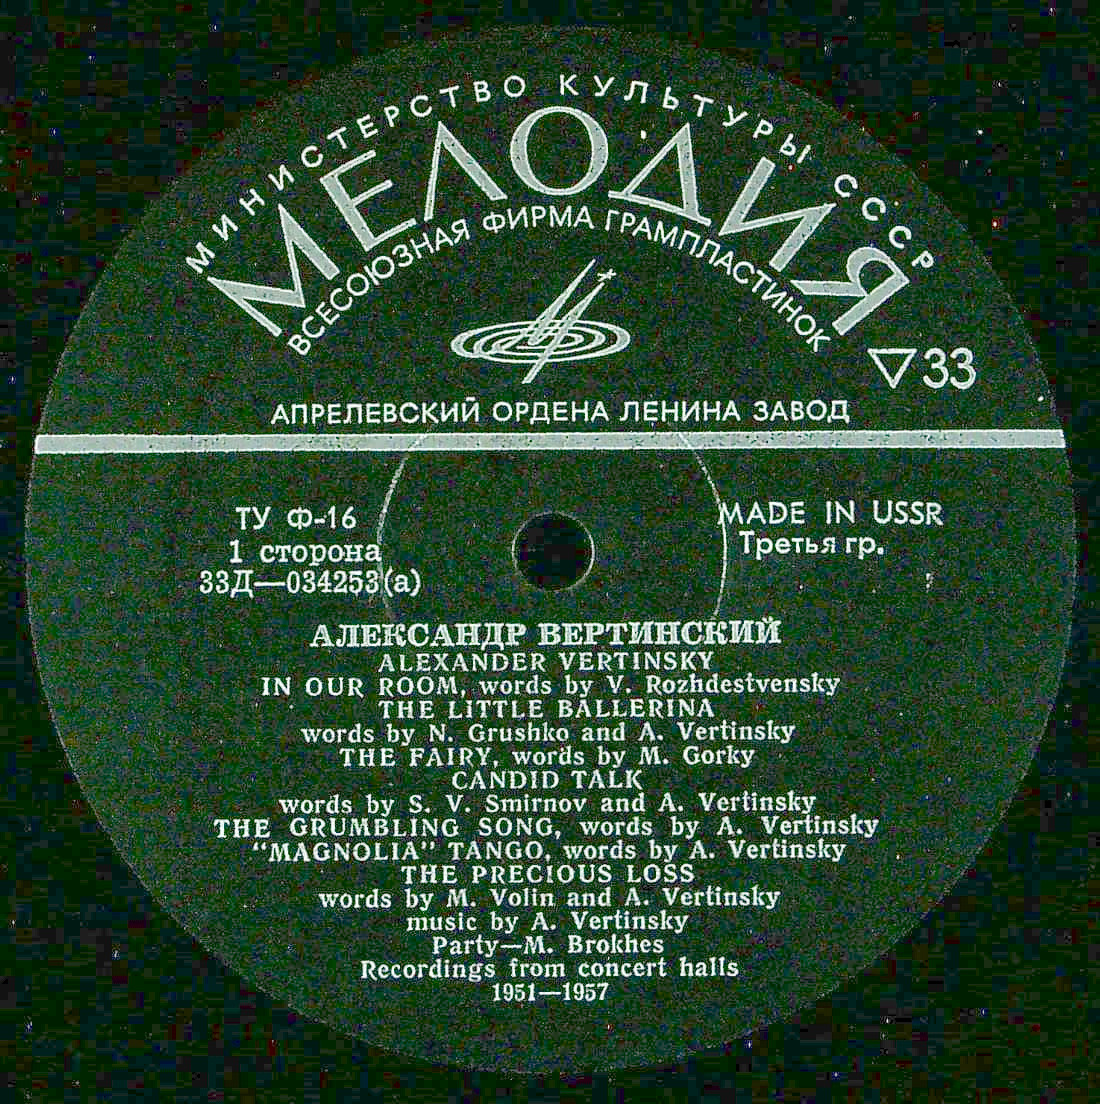 МИНИСТЕРСТВО КУЛЬТУРЫ СССР
МЕЛОДИЯ
ВСЕСОЮЗНАЯ ФИРМА ГРАМПЛАСТИНОК
▽33
АПРЕЛЕВСКИЙ ОРДЕНА ЛЕНИНА ЗАВОД
ТУ Ф-16
1 сторона
33Д—034253(а)
MADE IN USSR
Третья гр.
АЛЕКСАНДР ВЕРТИНСКИЙ
ALEXANDER VERTINSKY
IN OUR ROOM, words by V. Rozhdestvensky
THE LITTLE BALLERINA
words by N. Grushko and A. Vertinsky
THE FAIRY, words by M. Gorky
CANDID TALK
words by S. V. Smirnov and A. Vertinsky
THE GRUMBLING SONG, words by A. Vertinsky
“MAGNOLIA” TANGO, words by A. Vertinsky
THE PRECIOUS LOSS
words by M. Volin and A. Vertinsky
music by A. Vertinsky
Party—M. Brokhes
Recordings from concert halls
1951—1957